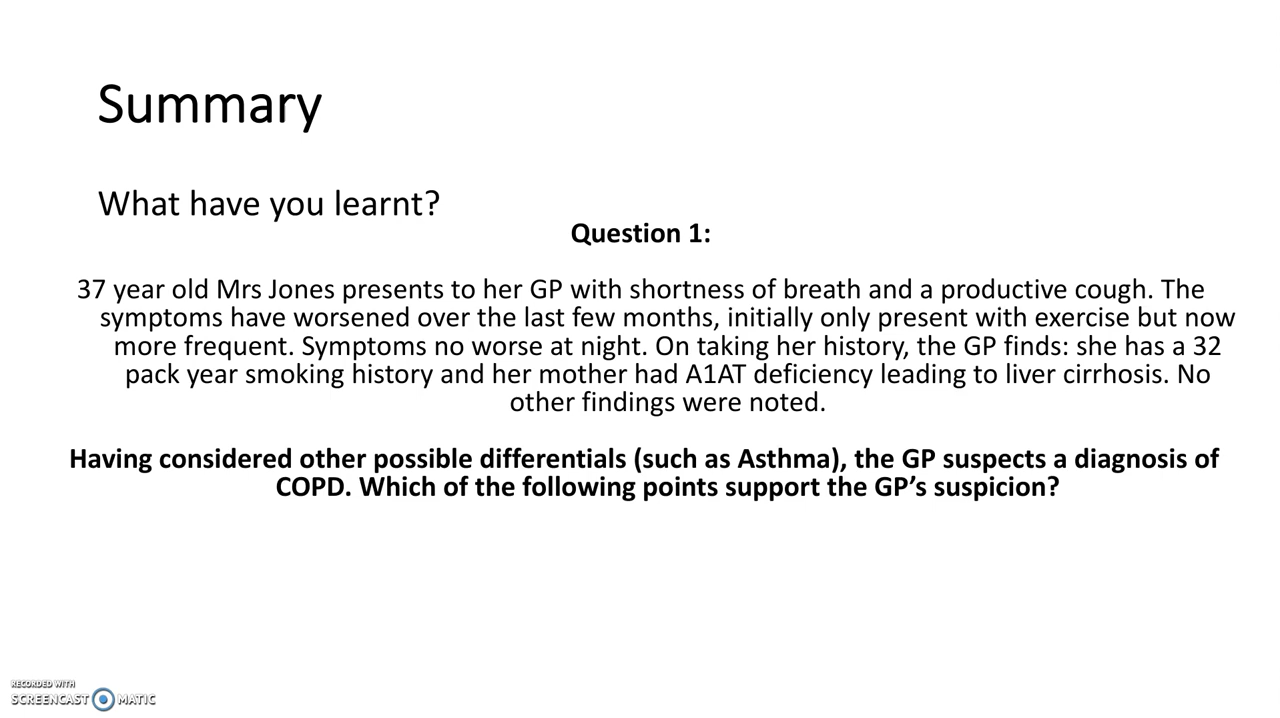 Summary
What have you learnt?
Question 1:
37 year old Mrs Jones presents to her GP with shortness of breath and a productive cough. The
symptoms have worsened over the last few months, initially only present with exercise but now
more frequent. Symptoms no worse at night. On taking her history, the GP finds: she has a 32
pack year smoking history and her mother had A1AT deficiency leading to liver cirrhosis. No
other findings were noted.
Having considered other possible differentials (such as Asthma), the GP suspects a diagnosis of
COPD. Which of the following points support the GP’s suspicion?
RECORDED WITH
SCREENCAST MATIC